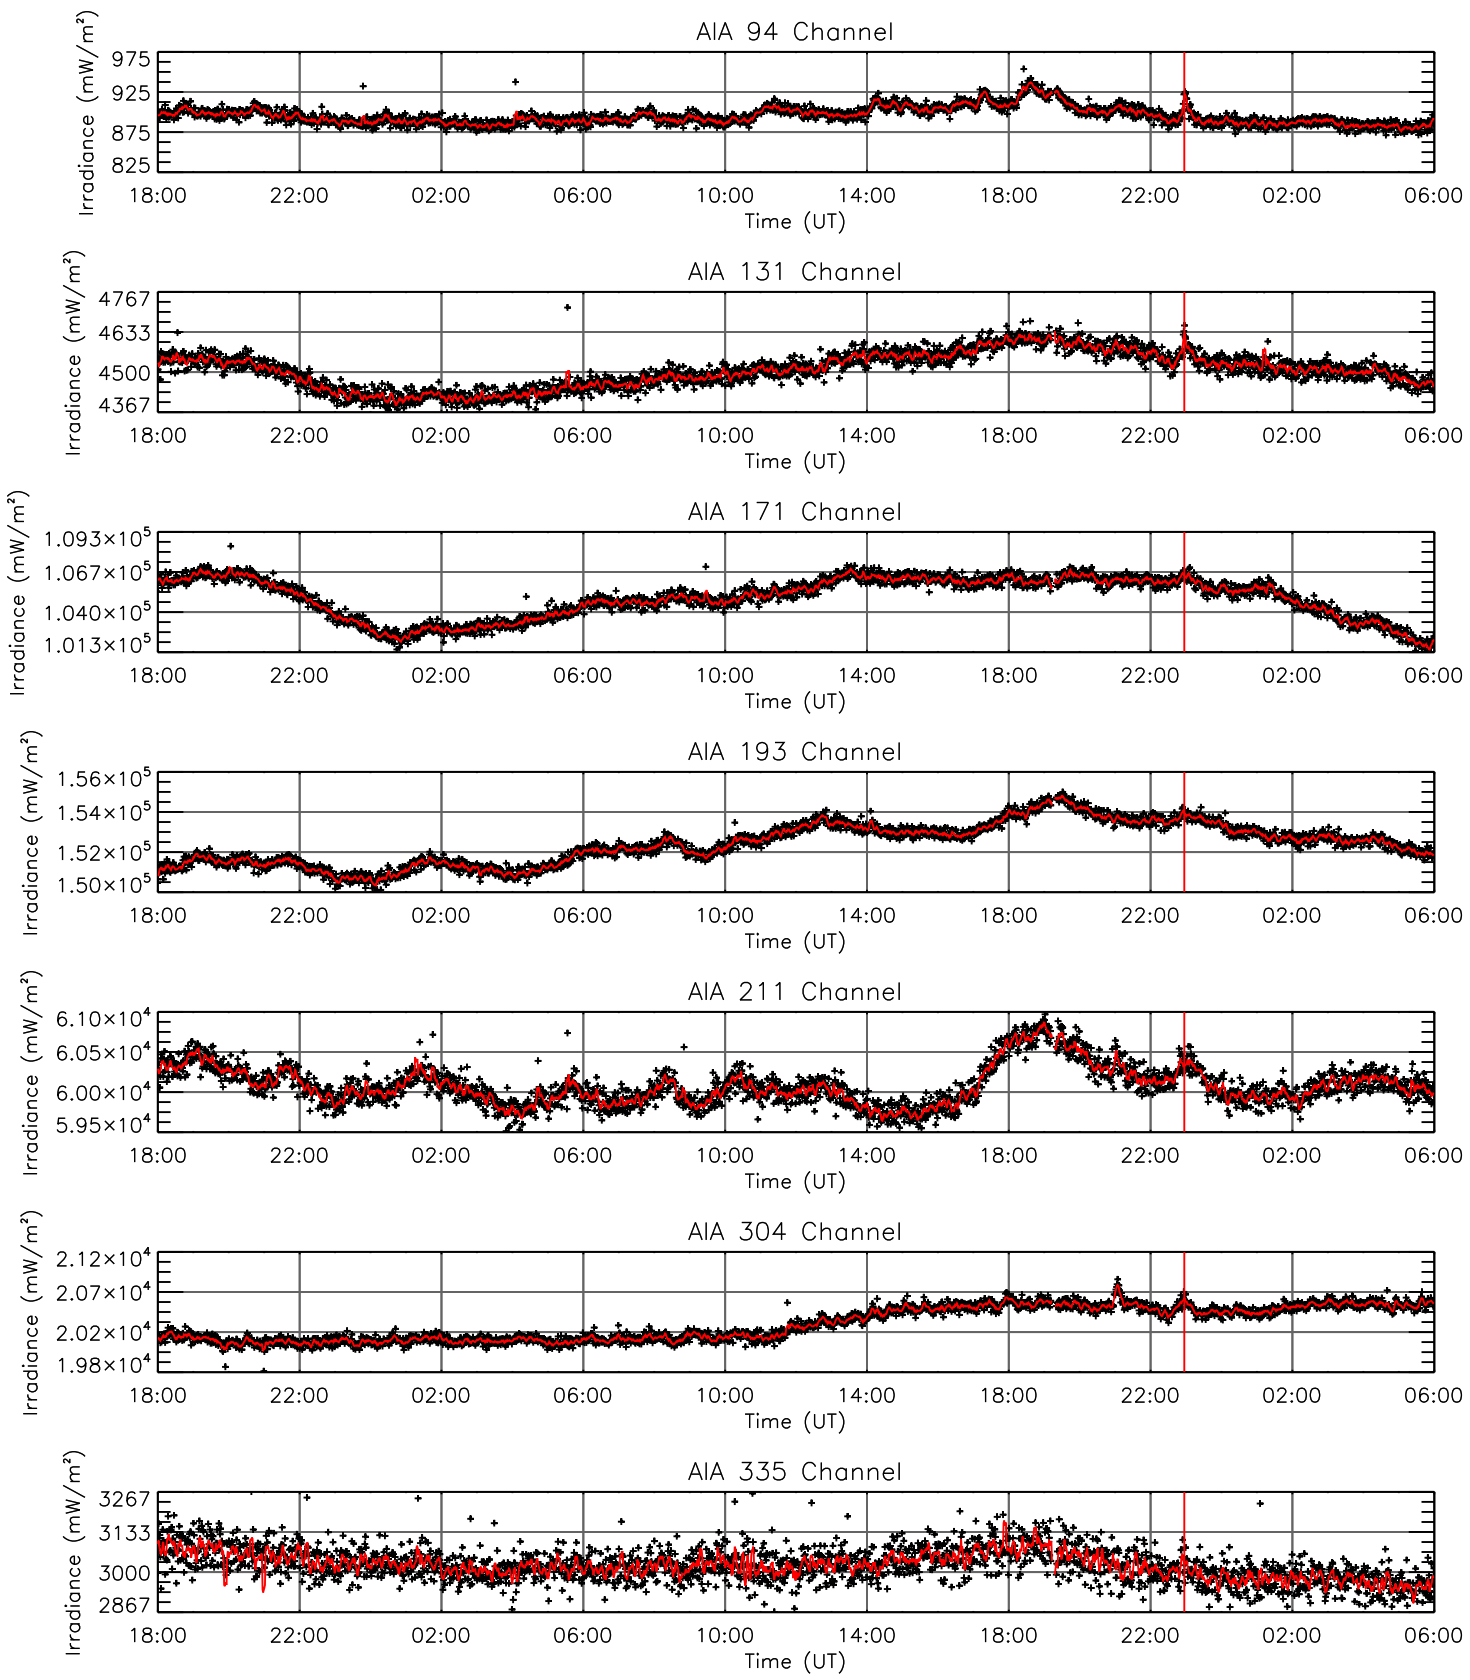 AIA 94 Channel
Irradiance (mW/m²)
975
925
875
825
18:00 22:00 02:00 06:00 10:00 14:00 18:00 22:00 02:00 06:00
Time (UT)
AIA 131 Channel
Irradiance (mW/m²)
4767
4633
4500
4367
18:00 22:00 02:00 06:00 10:00 14:00 18:00 22:00 02:00 06:00
Time (UT)
AIA 171 Channel
Irradiance (mW/m²)
1.093×10⁵
1.067×10⁵
1.040×10⁵
1.013×10⁵
18:00 22:00 02:00 06:00 10:00 14:00 18:00 22:00 02:00 06:00
Time (UT)
AIA 193 Channel
Irradiance (mW/m²)
1.56×10⁵
1.54×10⁵
1.52×10⁵
1.50×10⁵
18:00 22:00 02:00 06:00 10:00 14:00 18:00 22:00 02:00 06:00
Time (UT)
AIA 211 Channel
Irradiance (mW/m²)
6.10×10⁴
6.05×10⁴
6.00×10⁴
5.95×10⁴
18:00 22:00 02:00 06:00 10:00 14:00 18:00 22:00 02:00 06:00
Time (UT)
AIA 304 Channel
Irradiance (mW/m²)
2.12×10⁴
2.07×10⁴
2.02×10⁴
1.98×10⁴
18:00 22:00 02:00 06:00 10:00 14:00 18:00 22:00 02:00 06:00
Time (UT)
AIA 335 Channel
Irradiance (mW/m²)
3267
3133
3000
2867
18:00 22:00 02:00 06:00 10:00 14:00 18:00 22:00 02:00 06:00
Time (UT)